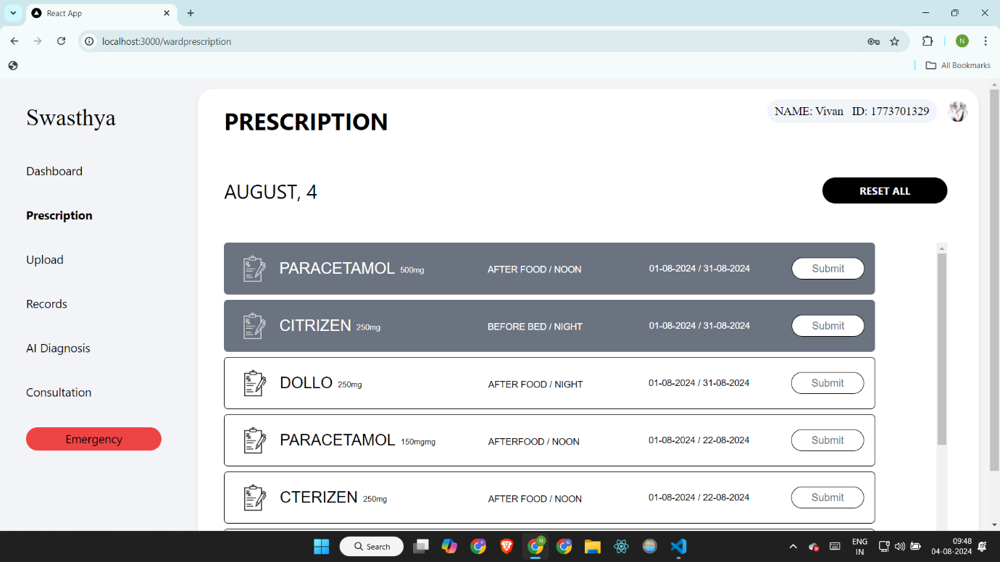 React App
localhost:3000/wardprescription
N
All Bookmarks
Swasthya
Dashboard
Prescription
Upload
Records
AI Diagnosis
Consultation
Emergency
PRESCRIPTION
NAME: Vivan ID: 1773701329
AUGUST, 4
RESET ALL
PARACETAMOL 500mg AFTER FOOD / NOON 01-08-2024 / 31-08-2024 Submit
CITRIZEN 250mg BEFORE BED / NIGHT 01-08-2024 / 31-08-2024 Submit
DOLLO 250mg AFTER FOOD / NIGHT 01-08-2024 / 31-08-2024 Submit
PARACETAMOL 150mgmg AFTERFOOD / NOON 01-08-2024 / 22-08-2024 Submit
CTERIZEN 250mg AFTER FOOD / NOON 01-08-2024 / 22-08-2024 Submit
Search
ENG
IN
09:48
04-08-2024